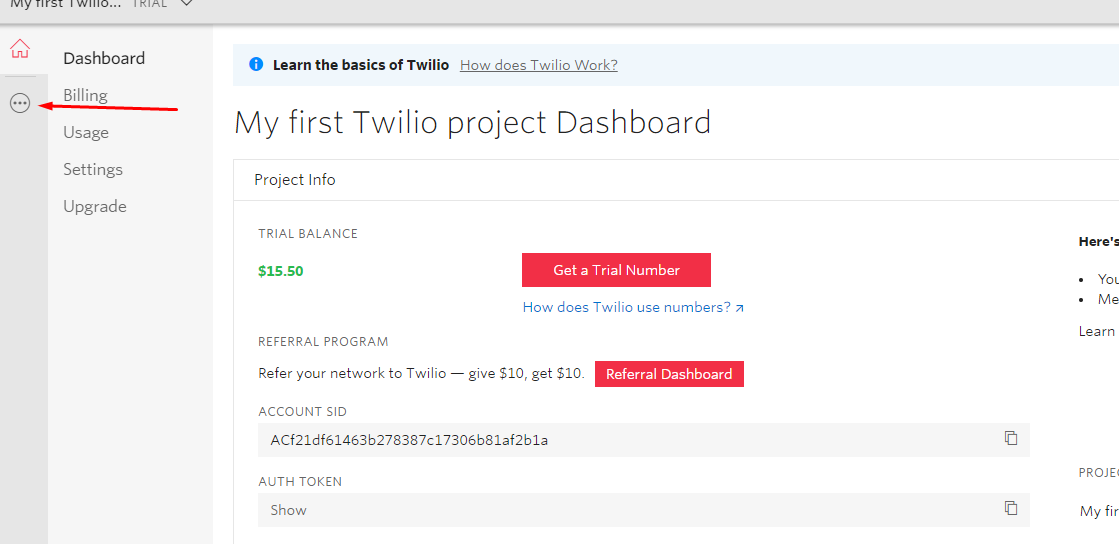 My first Twilio... TRIAL
Dashboard
Billing
Usage
Settings
Upgrade
Learn the basics of Twilio How does Twilio Work?
My first Twilio project Dashboard
Project Info
TRIAL BALANCE
$15.50
Get a Trial Number
How does Twilio use numbers?
REFERRAL PROGRAM
Refer your network to Twilio — give $10, get $10. Referral Dashboard
ACCOUNT SID
ACf21df61463b278387c17306b81af2b1a
AUTH TOKEN
Show
Here's
You
Me
Learn
PROJEC
My fir